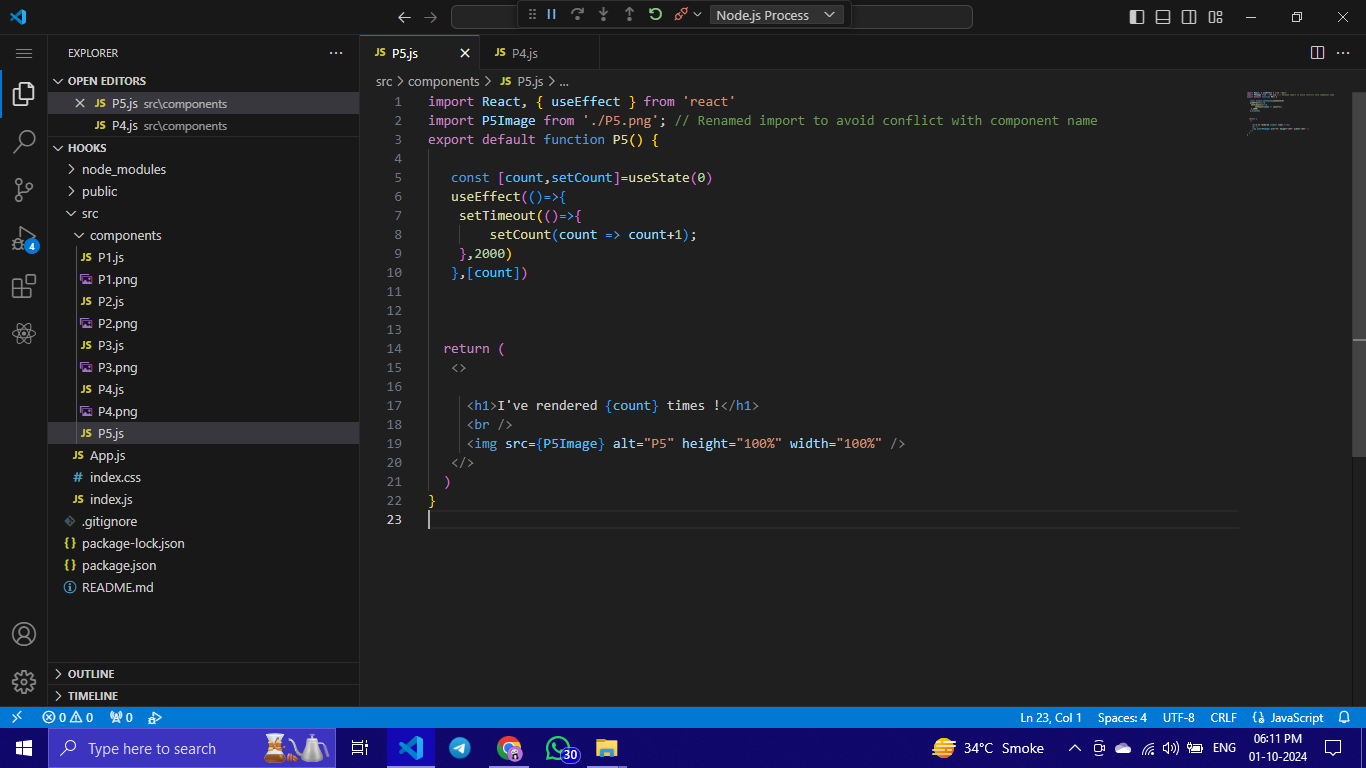 Node.js Process
EXPLORER
OPEN EDITORS
JS P5.js src\components
JS P4.js src\components
HOOKS
node_modules
public
src
components
JS P1.js
P1.png
JS P2.js
P2.png
JS P3.js
P3.png
JS P4.js
P4.png
JS P5.js
JS App.js
# index.css
JS index.js
.gitignore
{} package-lock.json
{} package.json
README.md
OUTLINE
TIMELINE
4
JS P5.js
JS P4.js
src > components > JS P5.js > ...
1 import React, { useEffect } from 'react'
2 import P5Image from './P5.png'; // Renamed import to avoid conflict with component name
3 export default function P5() {
4
5 const [count,setCount]=useState(0)
6 useEffect(()=>{
7 setTimeout(()=>{
8 setCount(count => count+1);
9 },2000)
10 },[count])
11
12
13
14 return (
15 <>
16
17 <h1>I've rendered {count} times !</h1>
18 <br />
19 <img src={P5Image} alt="P5" height="100%" width="100%" />
20 </>
21 )
22 }
23
0 0 0
Ln 23, Col 1 Spaces: 4 UTF-8 CRLF {} JavaScript
Type here to search
30
34°C Smoke
ENG
06:11 PM
01-10-2024